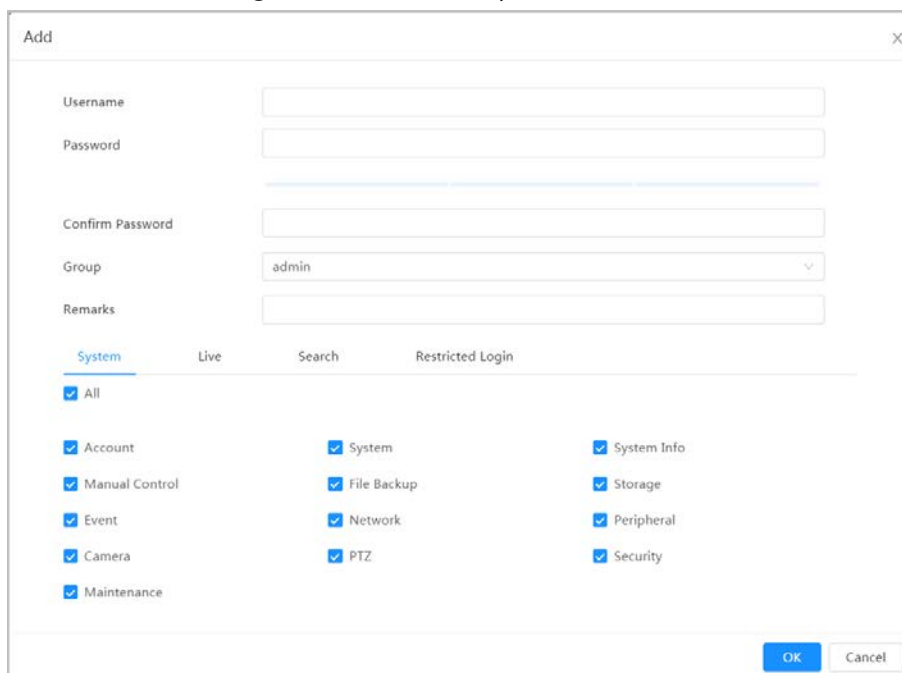 Add
Username
Password
Confirm Password
Group admin
Remarks
System Live Search Restricted Login
All
Account System System Info
Manual Control File Backup Storage
Event Network Peripheral
Camera PTZ Security
Maintenance
OK Cancel